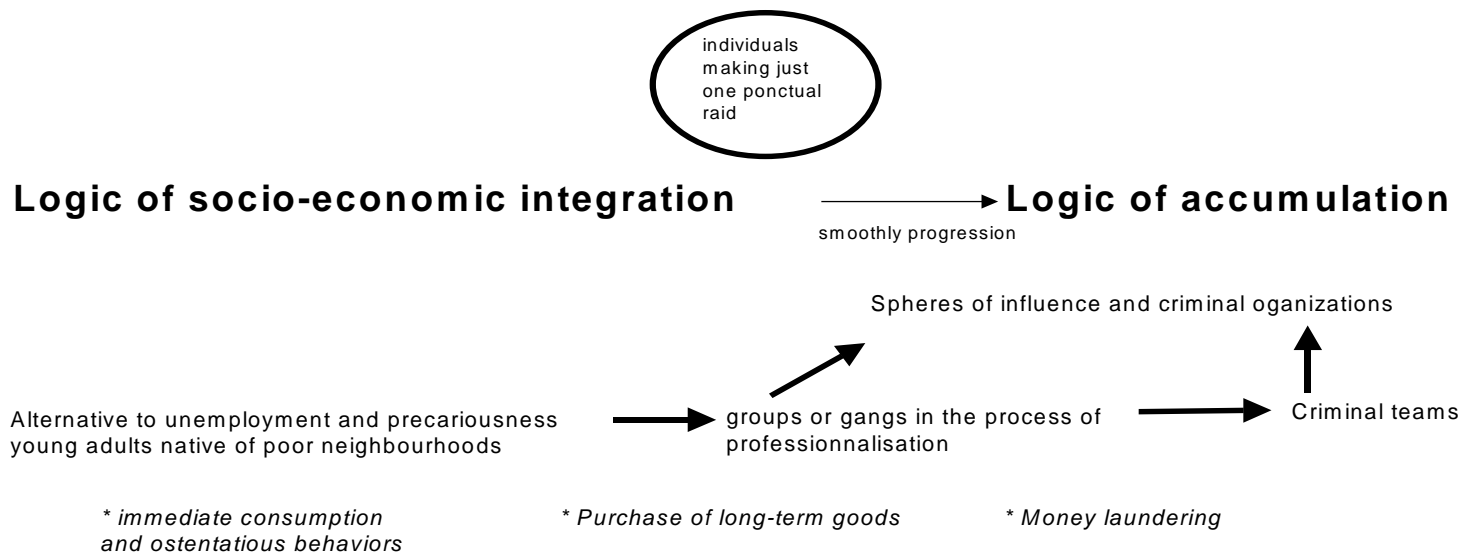 individuals
making just
one ponctual
raid
Logic of socio-economic integration
Logic of accumulation
smoothly progression
Spheres of influence and criminal oganizations
Alternative to unemployment and precariousness
young adults native of poor neighbourhoods
groups or gangs in the process of
professionnalisation
Criminal teams
* immediate consumption
and ostentatious behaviors
* Purchase of long-term goods
* Money laundering